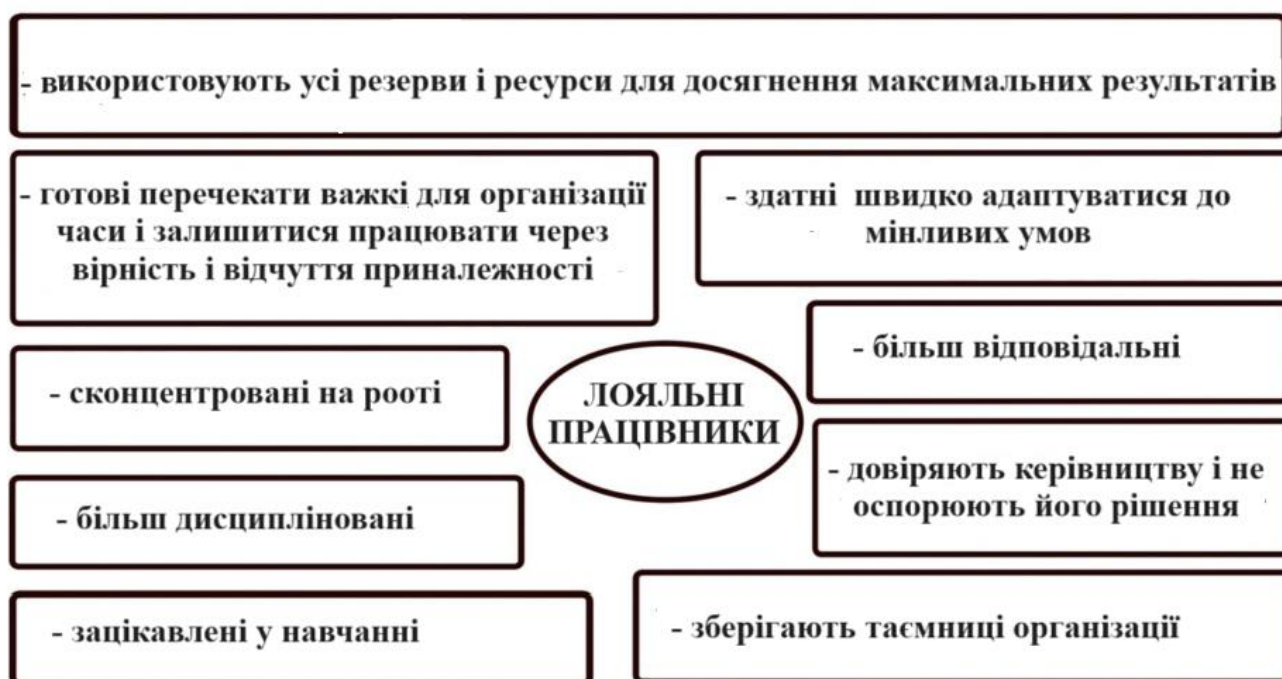 - використовують усі резерви і ресурси для досягнення максимальних результатів
- готові перечекати важкі для організації
часи і залишитися працювати через
вірність і відчуття приналежності
- здатні швидко адаптуватися до
мінливих умов
- більш відповідальні
- сконцентровані на рооті
ЛОЯЛЬНІ
ПРАЦІВНИКИ
- довіряють керівництву і не
оспорюють його рішення
- більш дисципліновані
- зацікавлені у навчанні
- зберігають таємниці організації